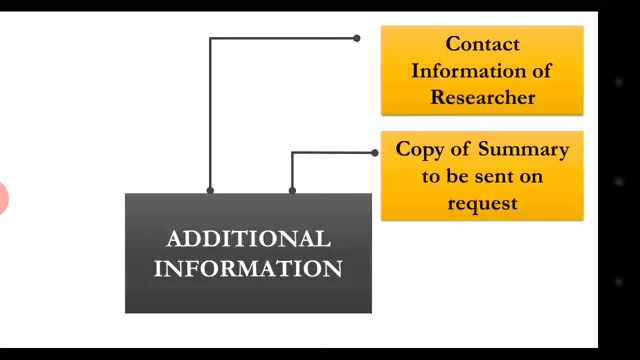 Contact
Information of
Researcher
Copy of Summary
to be sent on
request
ADDITIONAL
INFORMATION